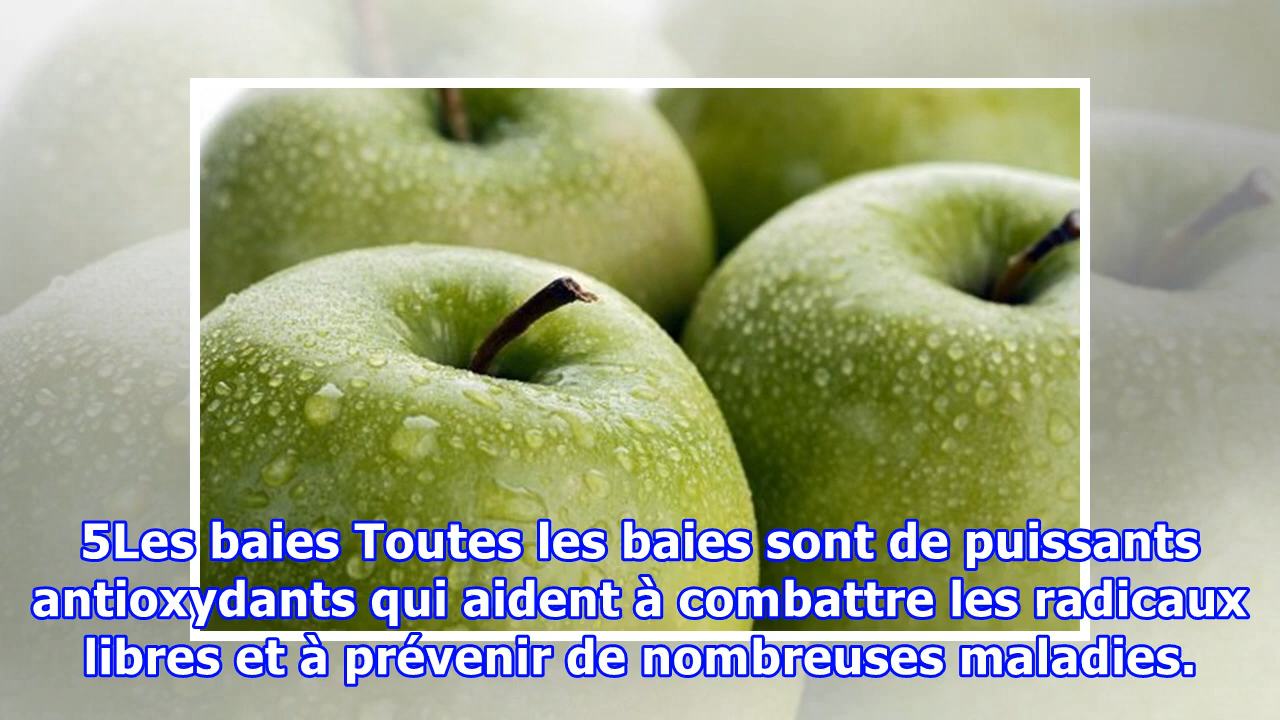 5Les baies Toutes les baies sont de puissants
antioxydants qui aident à combattre les radicaux
libres et à prévenir de nombreuses maladies.